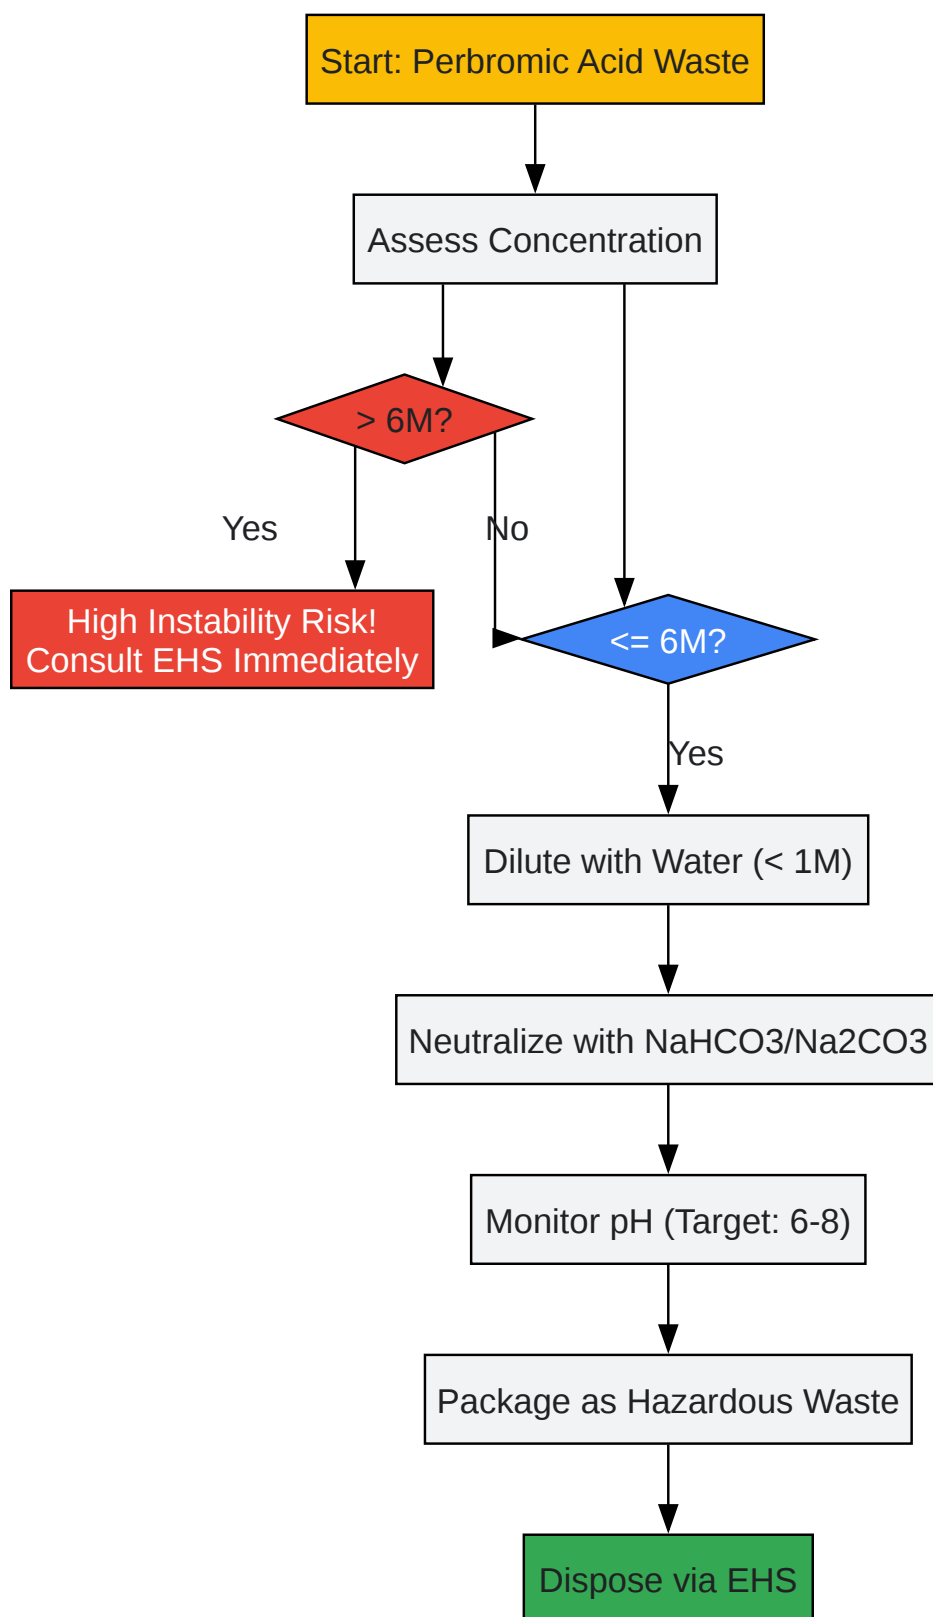 Start: Perbromic Acid Waste
Assess Concentration
> 6M?
Yes
No
High Instability Risk!
Consult EHS Immediately
<= 6M?
Yes
Dilute with Water (< 1M)
Neutralize with NaHCO3/Na2CO3
Monitor pH (Target: 6-8)
Package as Hazardous Waste
Dispose via EHS